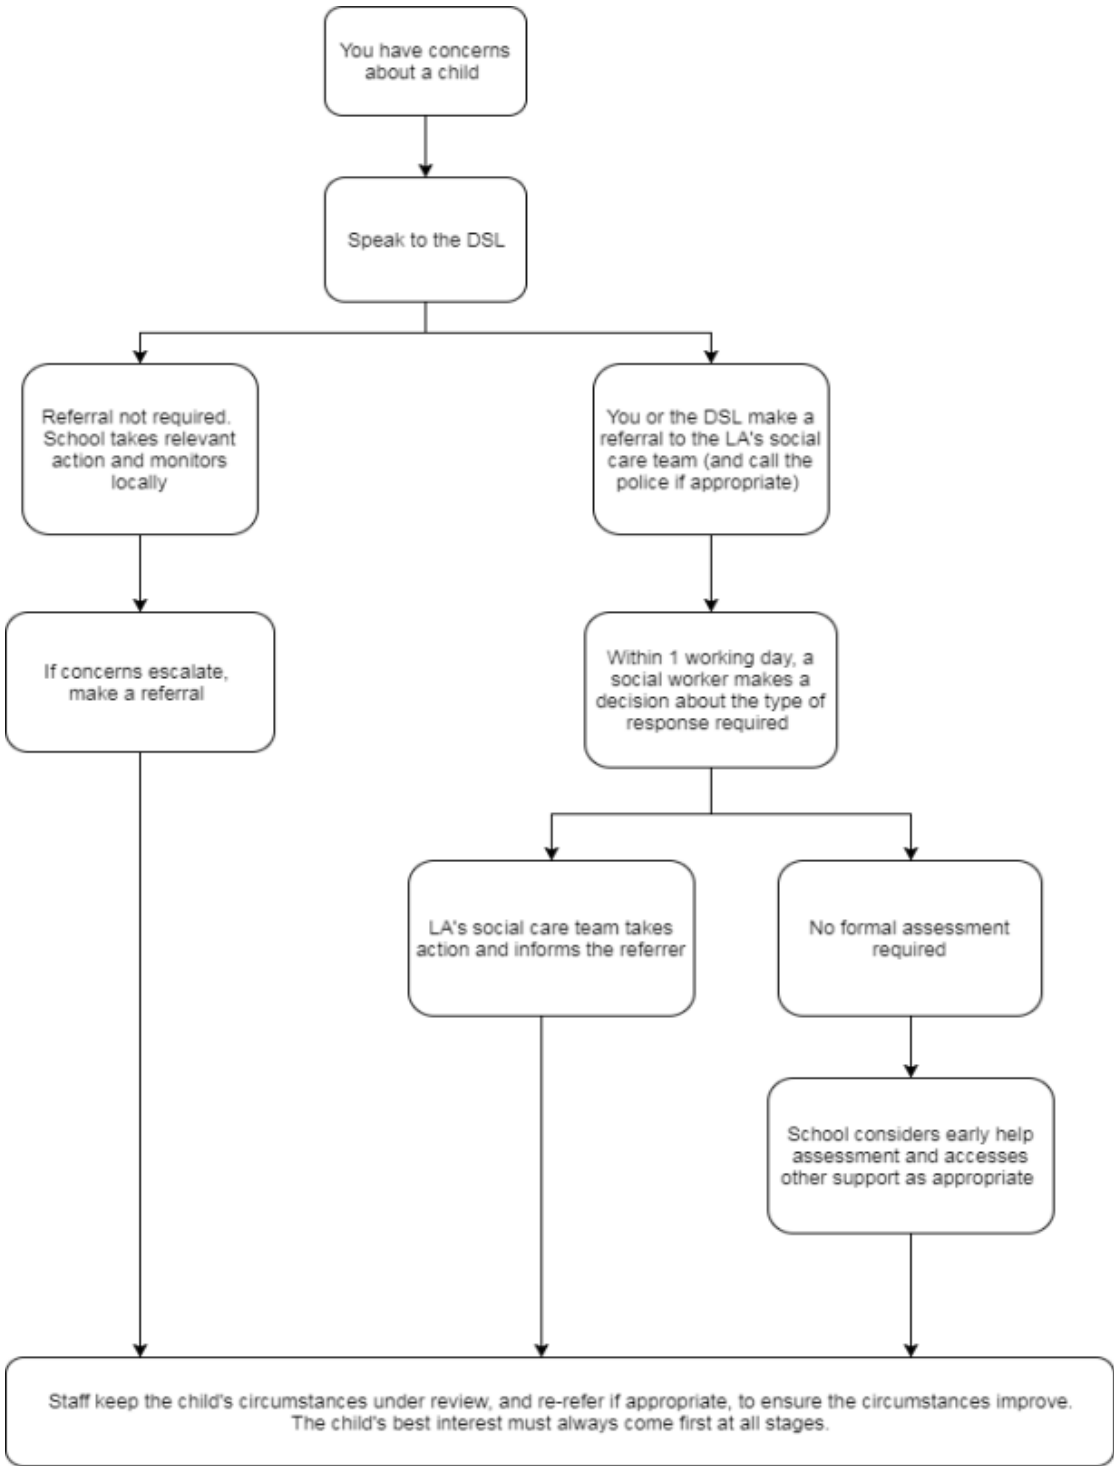 You have concerns
about a child
Speak to the DSL
Referral not required.
School takes relevant
action and monitors
locally
You or the DSL make a
referral to the LA's social
care team (and call the
police if appropriate)
If concerns escalate,
make a referral
Within 1 working day, a
social worker makes a
decision about the type of
response required
LA's social care team takes
action and informs the referrer
No formal assessment
required
School considers early help
assessment and accesses
other support as appropriate
Staff keep the child's circumstances under review, and re-refer if appropriate, to ensure the circumstances improve.
The child's best interest must always come first at all stages.